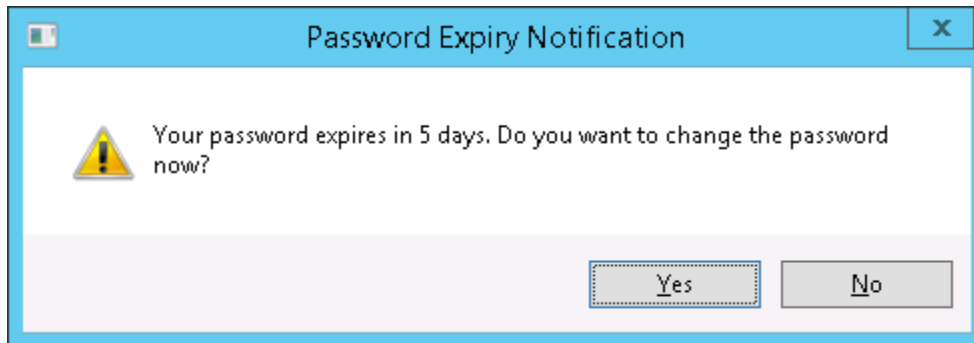 Password Expiry Notification
x
Your password expires in 5 days. Do you want to change the password
now?
Yes
No